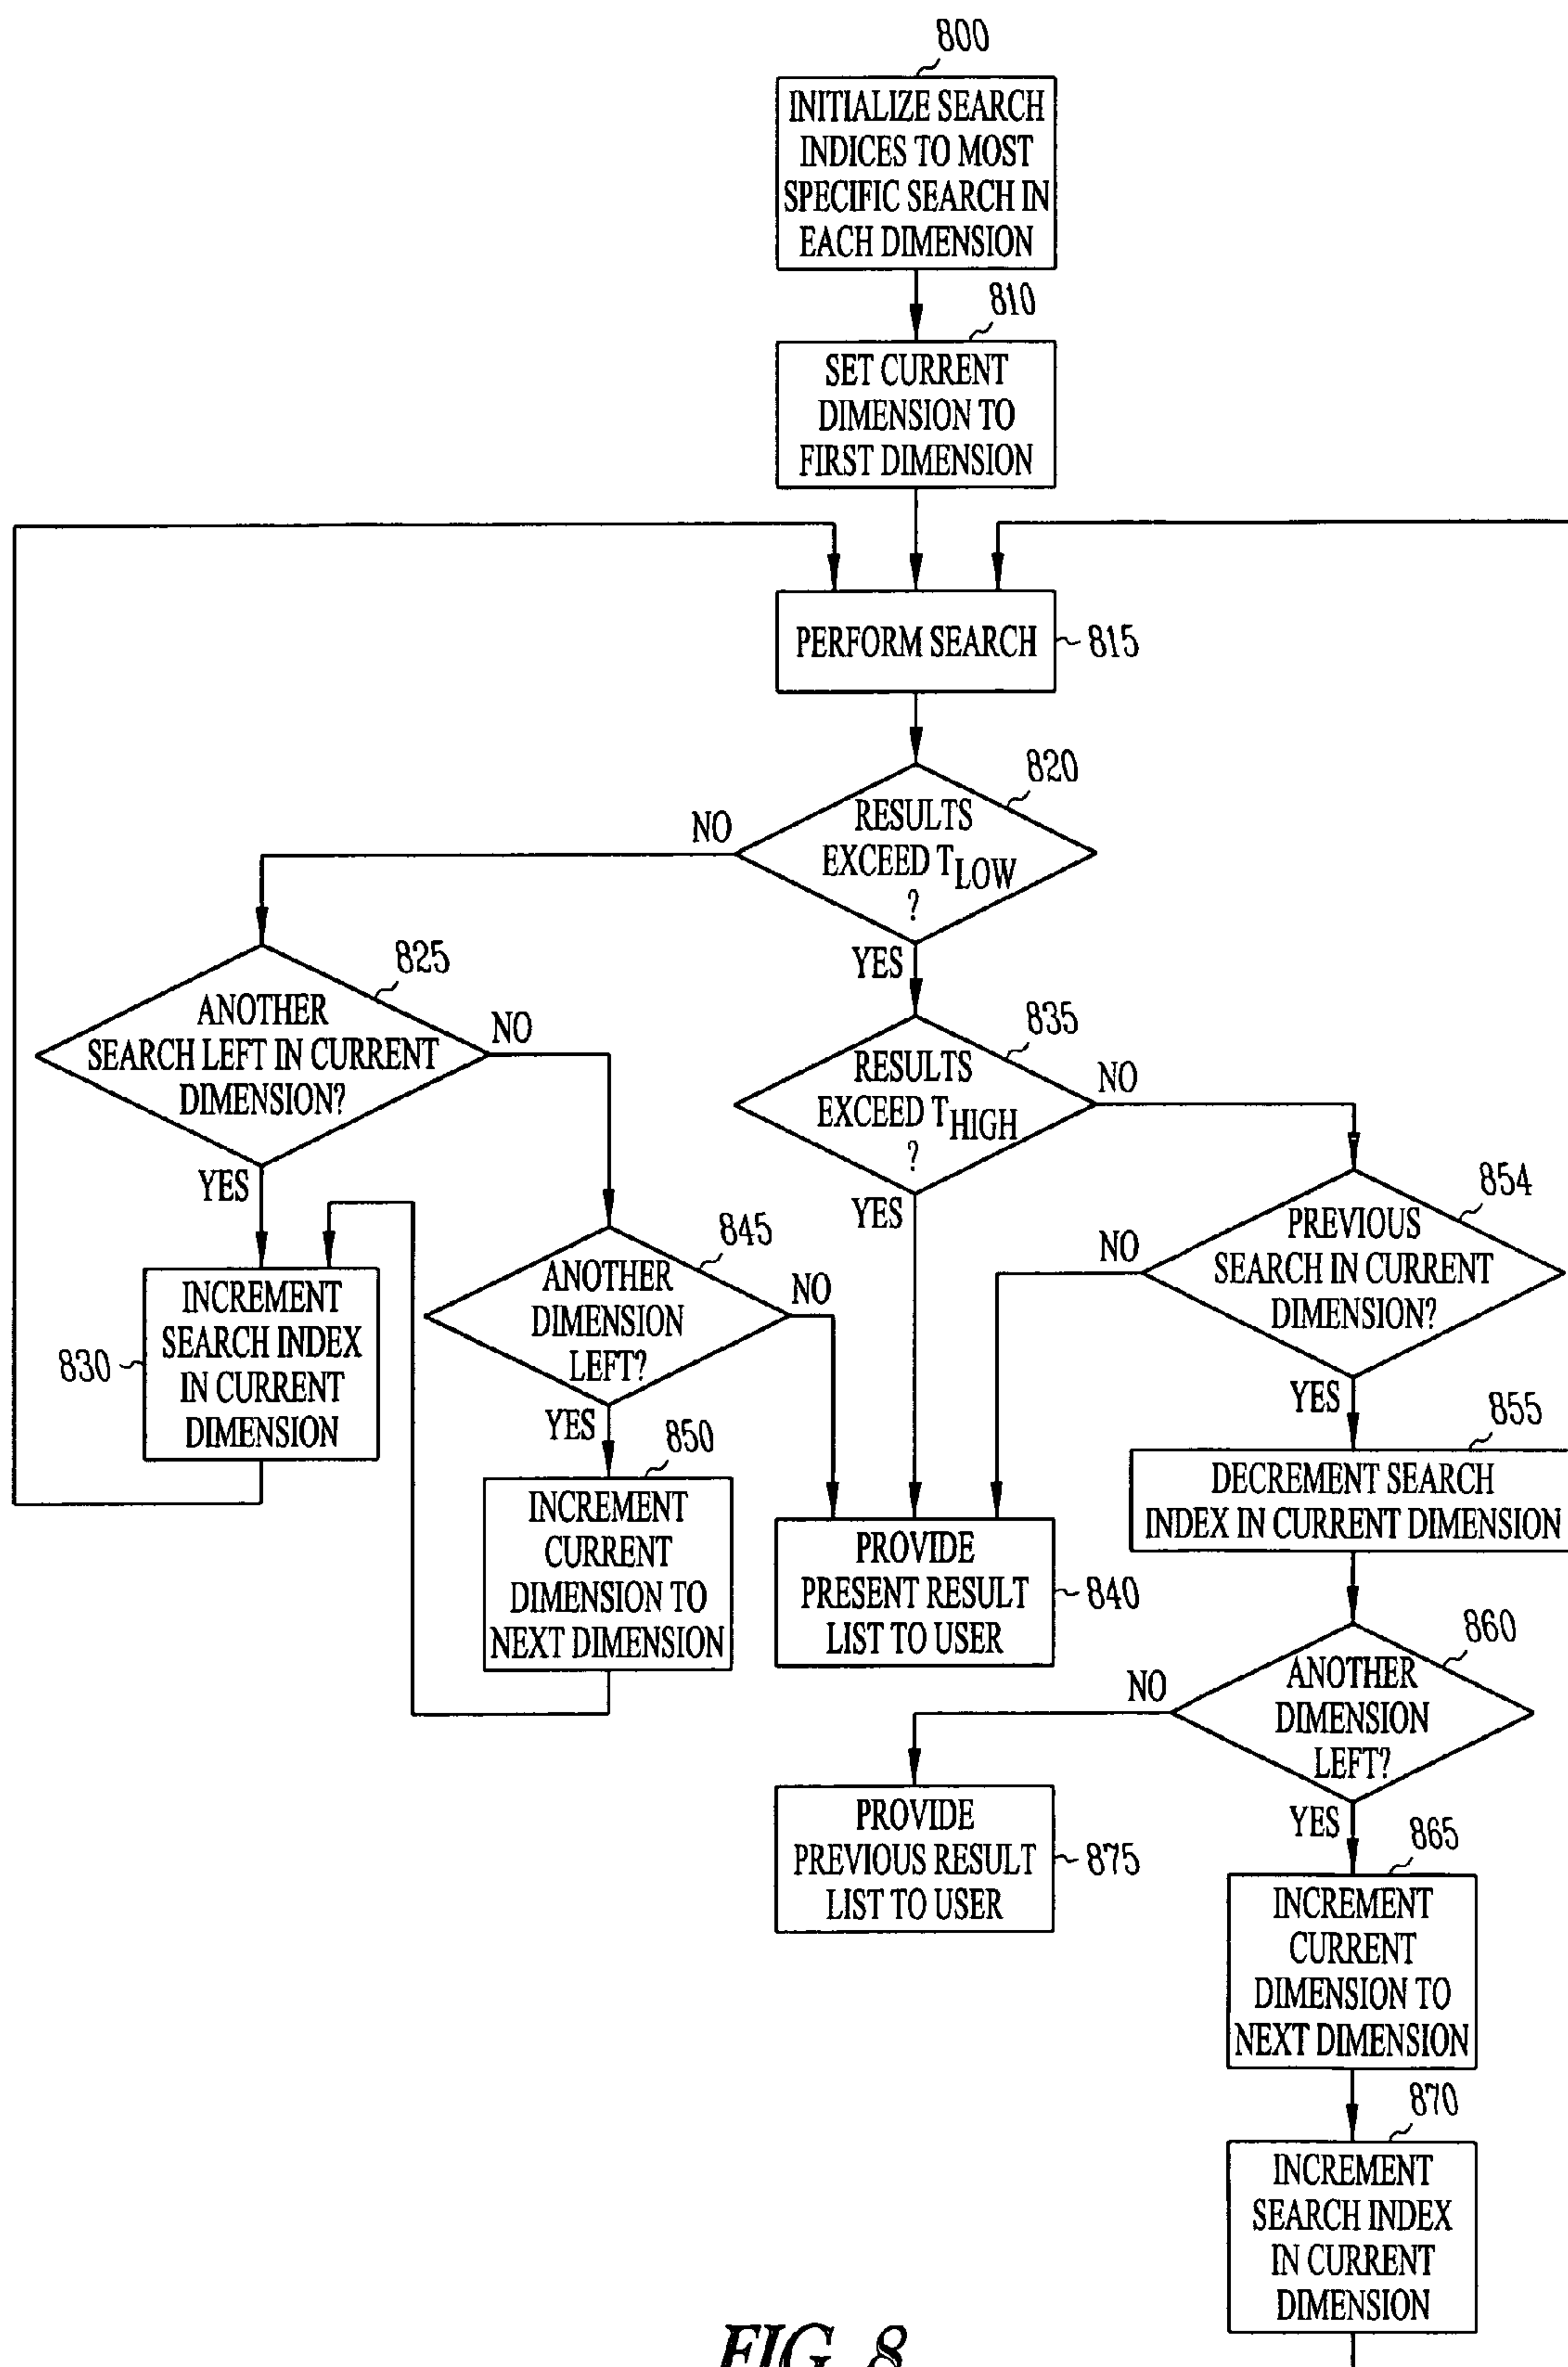 800
INITIALIZE SEARCH
INDICES TO MOST
SPECIFIC SEARCH IN
EACH DIMENSION
810
SET CURRENT
DIMENSION TO
FIRST DIMENSION
PERFORM SEARCH
815
820
RESULTS
EXCEED TLOW
?
NO
YES
825
ANOTHER
SEARCH LEFT IN CURRENT
DIMENSION?
NO
YES
835
RESULTS
EXCEED THIGH
?
NO
YES
854
PREVIOUS
SEARCH IN CURRENT
DIMENSION?
NO
YES
830
INCREMENT
SEARCH INDEX
IN CURRENT
DIMENSION
845
ANOTHER
DIMENSION
LEFT?
NO
YES
850
INCREMENT
CURRENT
DIMENSION TO
NEXT DIMENSION
PROVIDE
PRESENT RESULT
LIST TO USER
840
855
DECREMENT SEARCH
INDEX IN CURRENT DIMENSION
860
ANOTHER
DIMENSION
LEFT?
NO
YES
PROVIDE
PREVIOUS RESULT
LIST TO USER
875
865
INCREMENT
CURRENT
DIMENSION TO
NEXT DIMENSION
870
INCREMENT
SEARCH INDEX
IN CURRENT
DIMENSION
FIG. 8